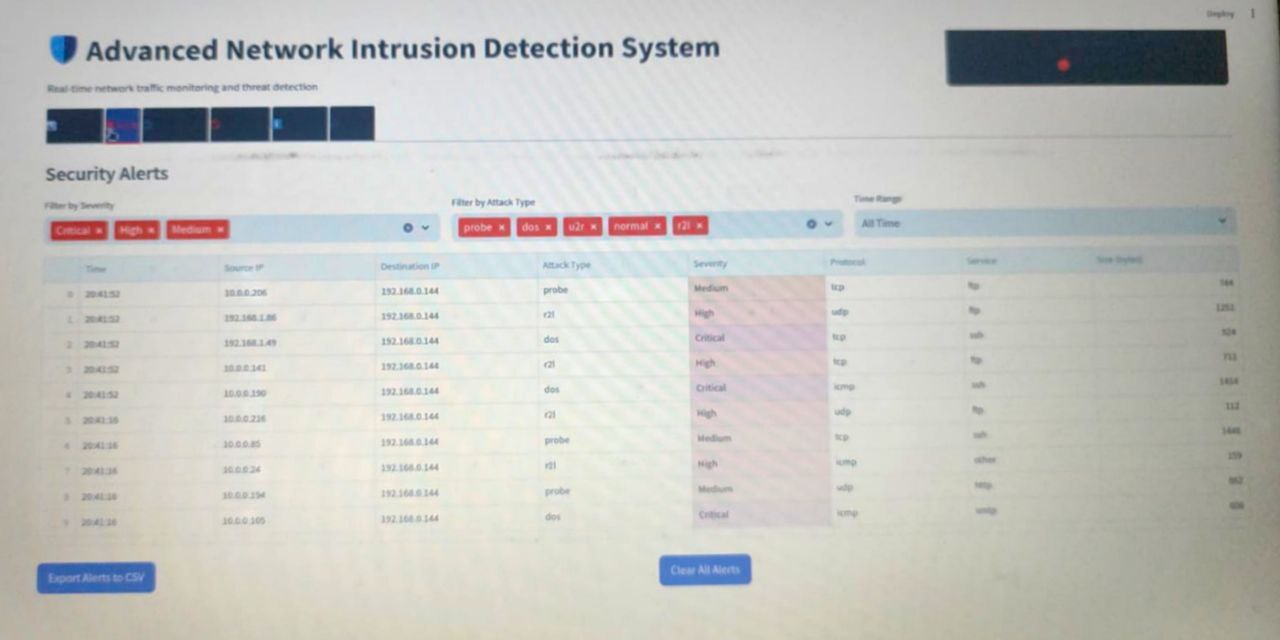 Deploy
Advanced Network Intrusion Detection System
Real-time network traffic monitoring and threat detection
Security Alerts
Filter by Severity Filter by Attack Type Time Range
Critical × High × Medium × probe × dos × u2r × normal × r2l × All Time
Time Source IP Destination IP Attack Type Severity Protocol Service Size (bytes)
0 20:41:52 10.0.0.206 192.168.0.144 probe Medium tcp ftp
1 20:41:52 192.168.1.86 192.168.0.144 r2l High udp ftp
2 20:41:52 192.168.1.49 192.168.0.144 dos Critical tcp ssh
3 20:41:52 10.0.0.141 192.168.0.144 r2l High tcp ftp
4 20:41:52 10.0.0.190 192.168.0.144 dos Critical icmp ssh
5 20:41:16 10.0.0.216 192.168.0.144 r2l High udp ftp 112
6 20:41:16 10.0.0.85 192.168.0.144 probe Medium tcp ssh
7 20:41:16 10.0.0.24 192.168.0.144 r2l High icmp other 159
8 20:41:16 10.0.0.194 192.168.0.144 probe Medium udp http
9 20:41:16 10.0.0.105 192.168.0.144 dos Critical icmp smtp
Export Alerts to CSV Clear All Alerts